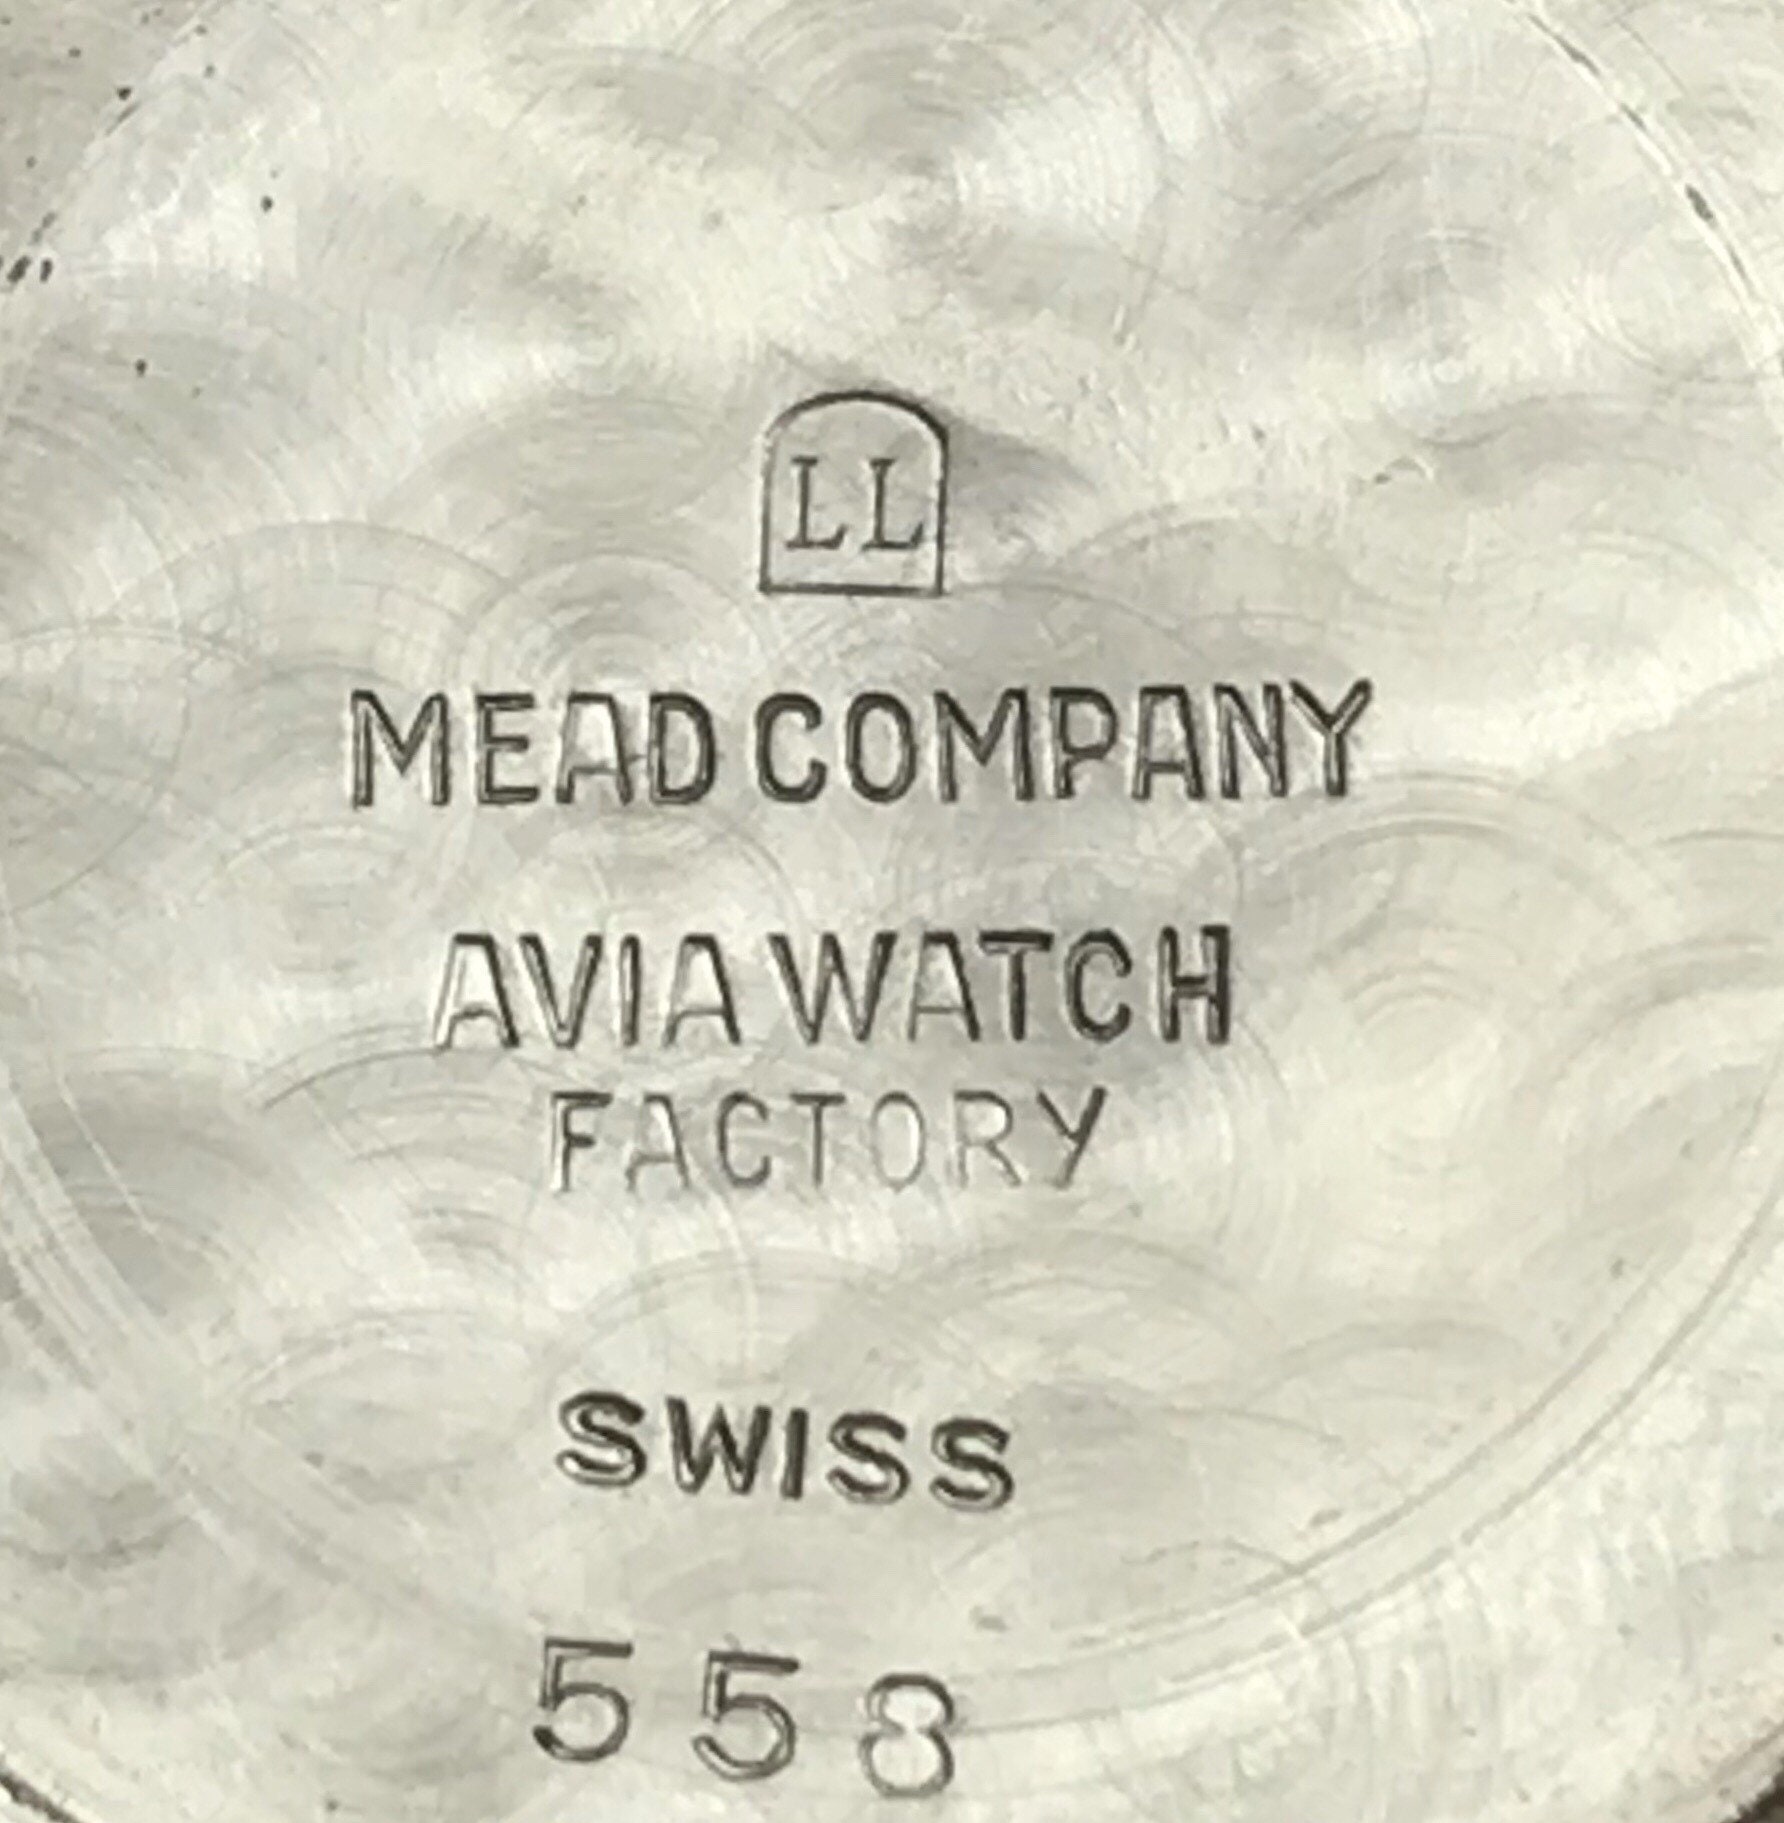 LL
MEAD COMPANY
AVIA WATCH
FACTORY
SWISS
558